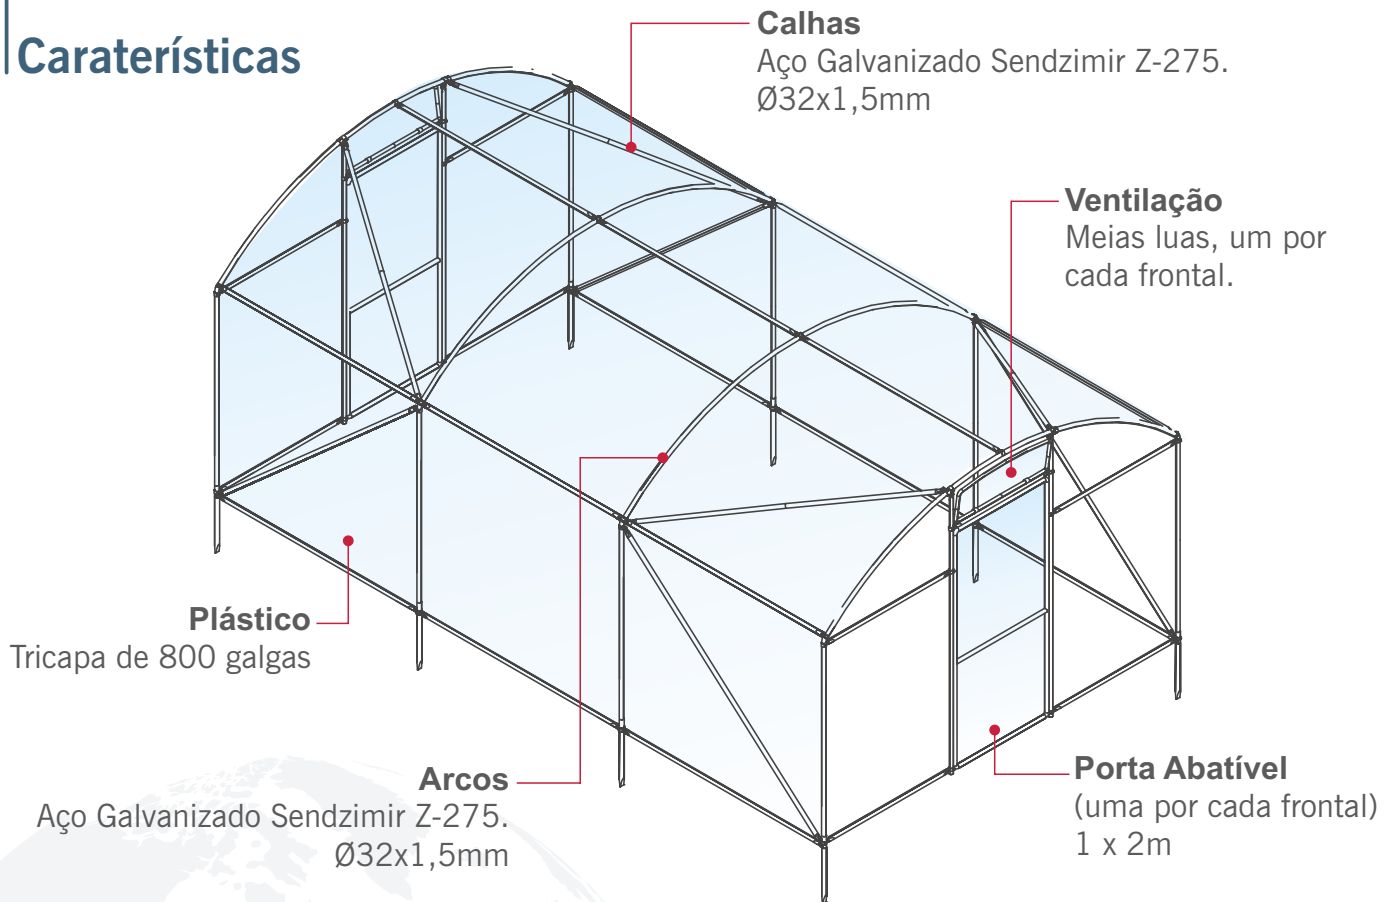 Caraterísticas
Calhas
Aço Galvanizado Sendzimir Z-275.
Ø32x1,5mm
Ventilação
Meias luas, um por
cada frontal.
Plástico
Tricapa de 800 galgas
Arcos
Aço Galvanizado Sendzimir Z-275.
Ø32x1,5mm
Porta Abatível
(uma por cada frontal)
1 x 2m